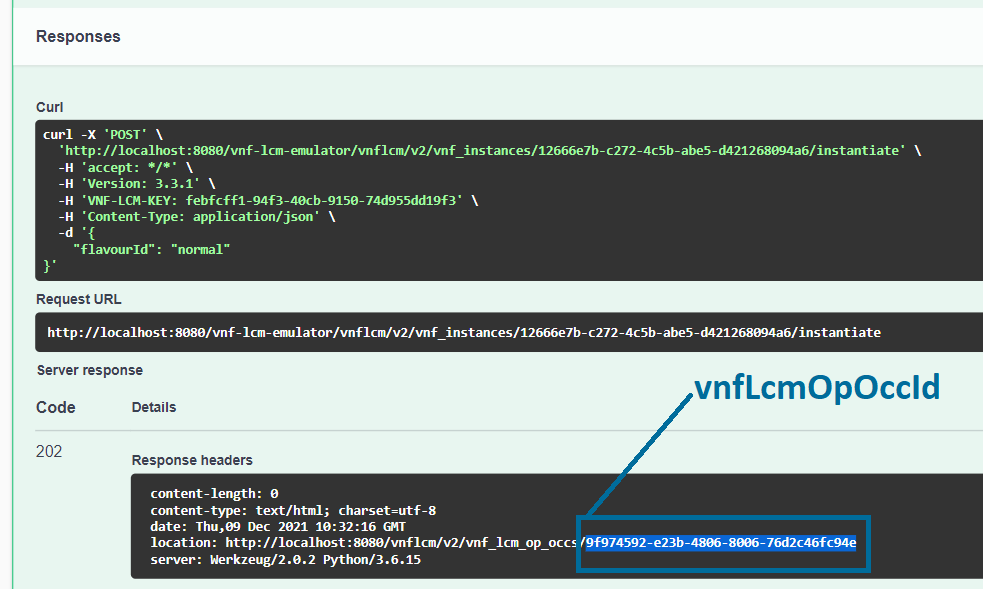 Responses
Curl
curl -X 'POST' \
'http://localhost:8080/vnf-lcm-emulator/vnflcm/v2/vnf_instances/12666e7b-c272-4c5b-abe5-d421268094a6/instantiate' \
-H 'accept: */*' \
-H 'Version: 3.3.1' \
-H 'VNF-LCM-KEY: febfcff1-94f3-40cb-9150-74d955dd19f3' \
-H 'Content-Type: application/json' \
-d '{
"flavourId": "normal"
}'
Request URL
http://localhost:8080/vnf-lcm-emulator/vnflcm/v2/vnf_instances/12666e7b-c272-4c5b-abe5-d421268094a6/instantiate
Server response
vnfLcmOpOccId
Code Details
202
Response headers
content-length: 0
content-type: text/html; charset=utf-8
date: Thu,09 Dec 2021 10:32:16 GMT
location: http://localhost:8080/vnflcm/v2/vnf_lcm_op_occs/9f974592-e23b-4806-8006-76d2c46fc94e
server: Werkzeug/2.0.2 Python/3.6.15